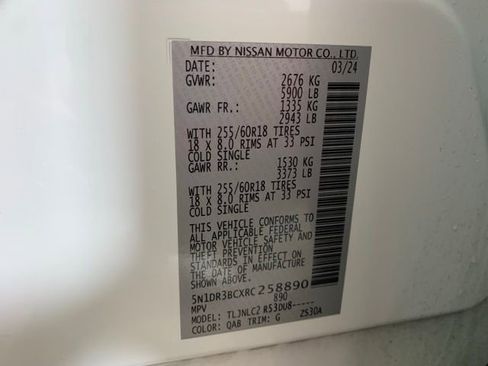 MFD BY NISSAN MOTOR CO., LTD.
DATE: 03/24
GVWR: 2676 KG
5900 LB
GAWR FR.: 1335 KG
2943 LB
WITH 255/60R18 TIRES
18 X 8.0 RIMS AT 33 PSI
COLD SINGLE
GAWR RR.: 1530 KG
3373 LB
WITH 255/60R18 TIRES
18 X 8.0 RIMS AT 33 PSI
COLD SINGLE
THIS VEHICLE CONFORMS TO
ALL APPLICABLE FEDERAL
MOTOR VEHICLE SAFETY AND
THEFT PREVENTION
STANDARDS IN EFFECT ON
THE DATE OF MANUFACTURE
SHOWN ABOVE.
5N1DR3BCXRC258890
MPV 890
MODEL: TLJNLC2 R53DU8-----
COLOR: QAB TRIM: G ZS30A